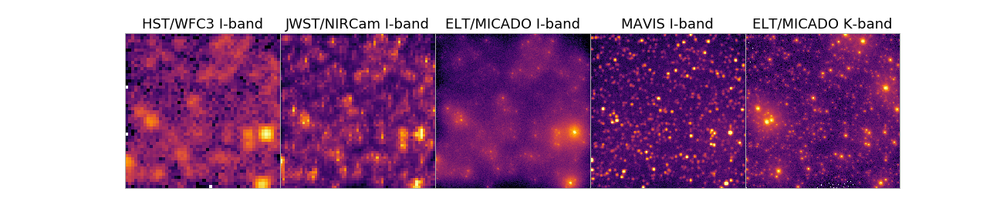 HST/WFC3 I-band
JWST/NIRCam I-band
ELT/MICADO I-band
MAVIS I-band
ELT/MICADO K-band